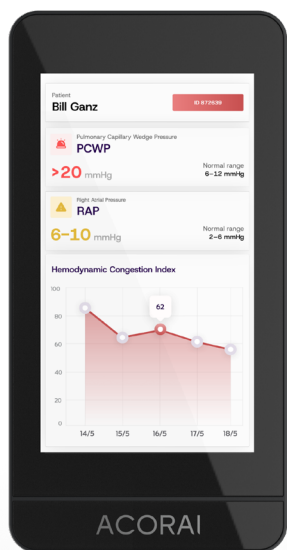 Patient
Bill Ganz
ID 872639
Pulmonary Capillary Wedge Pressure
PCWP
>20 mmHg
Normal range
6-12 mmHg
Right Atrial Pressure
RAP
6-10 mmHg
Normal range
2-6 mmHg
Hemodynamic Congestion Index
100
80
60
40
20
0
62
14/5
15/5
16/5
17/5
18/5
ACORAI